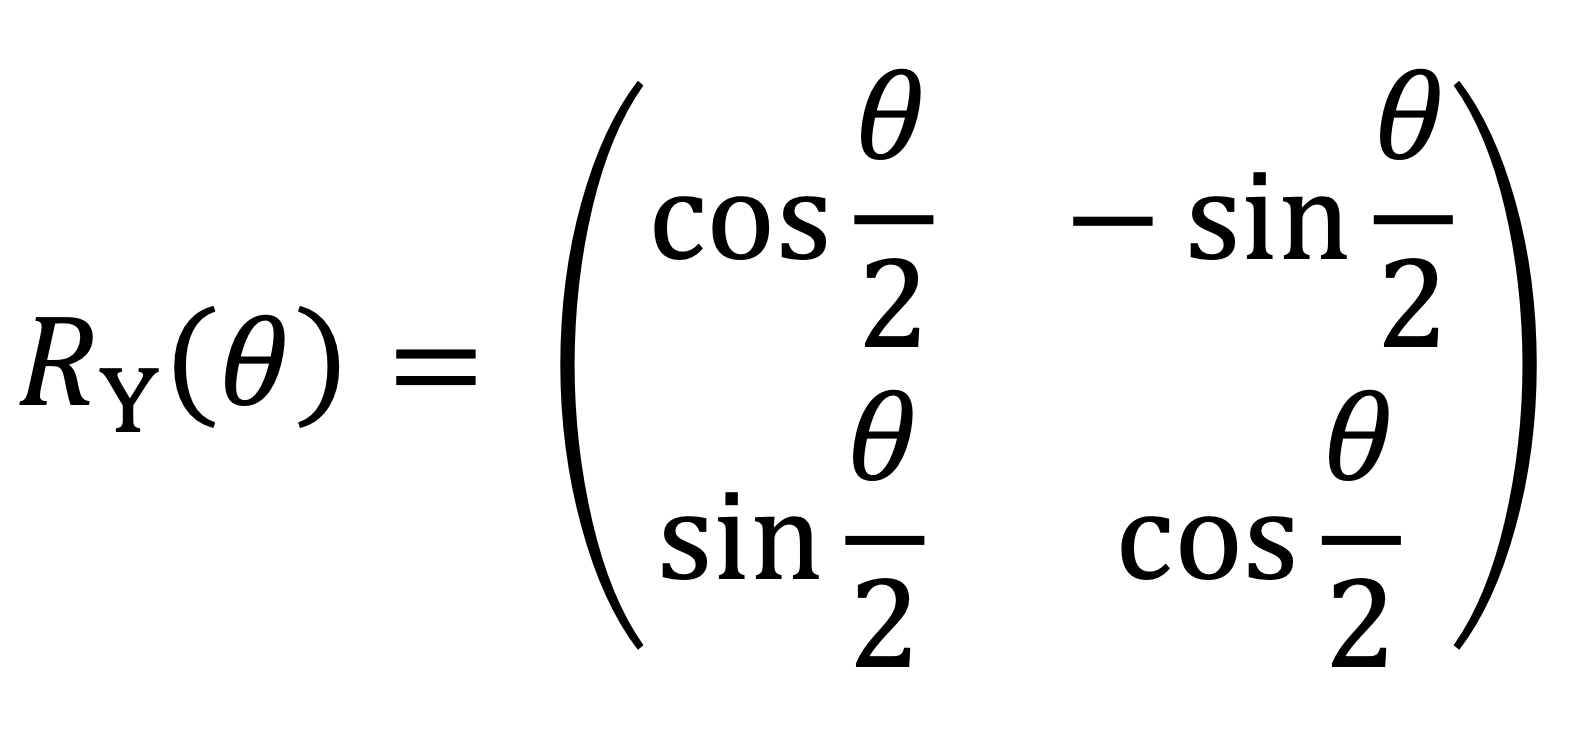 R_Y(θ) = ( cos θ/2  − sin θ/2
sin θ/2  cos θ/2 )